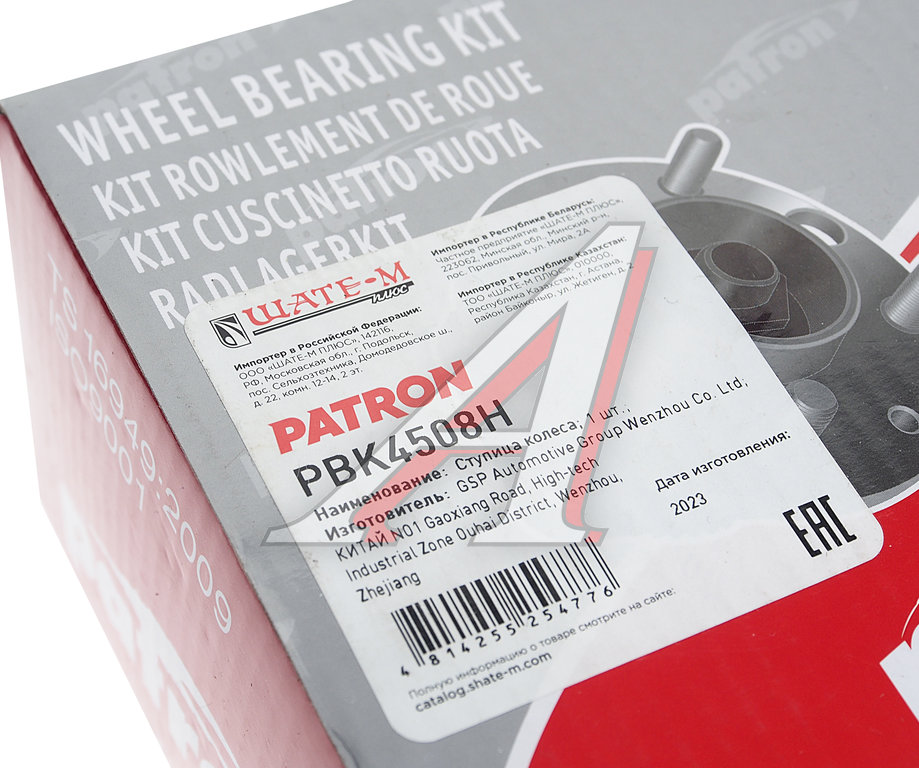 patron
patron
WHEEL BEARING KIT
KIT ROWLEMENT DE ROUE
KIT CUSCINETTO RUOTA
RADLAGERKIT
ШАТЕ-М
ПЛЮС
Импортер в Российской Федерации:
ООО «ШАТЕ-М ПЛЮС», 142116,
РФ, Московская обл., г. Подольск,
пос. Сельхозтехника, Домодедовское ш.,
д. 22, комн. 12-14, 2 эт.
Импортер в Республике Беларусь:
Частное предприятие «ШАТЕ-М ПЛЮС»,
223062, Минская обл., Минский р-н,
пос. Привольный, ул. Мира, 2А
Импортер в Республике Казахстан:
ТОО «ШАТЕ-М ПЛЮС», 010000,
Республика Казахстан, г. Астана,
район Байконыр, ул. Жетиген, д. 2
PATRON
PBK4508H
Наименование: Ступица колеса; 1 шт.;
Изготовитель: GSP Automotive Group Wenzhou Co. Ltd;
КИТАЙ NO1 Gaoxiang Road, High-tech
Industrial Zone Ouhai District, Wenzhou,
Zhejiang
Дата изготовления:
2023
EAC
4 814255 254776
Полную информацию о товаре смотрите на сайте:
catalog.shate-m.com
TS 16949:2009